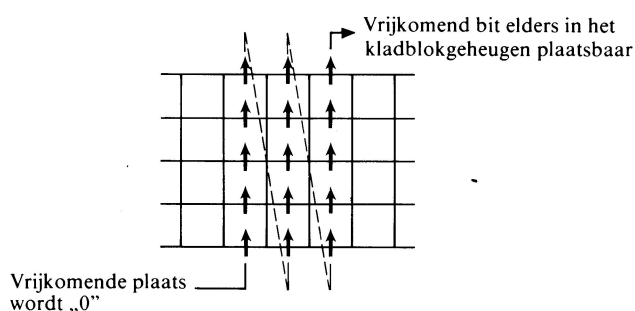 Vrijkomend bit elders in het
kladblokgeheugen plaatsbaar
Vrijkomende plaats
wordt „0”